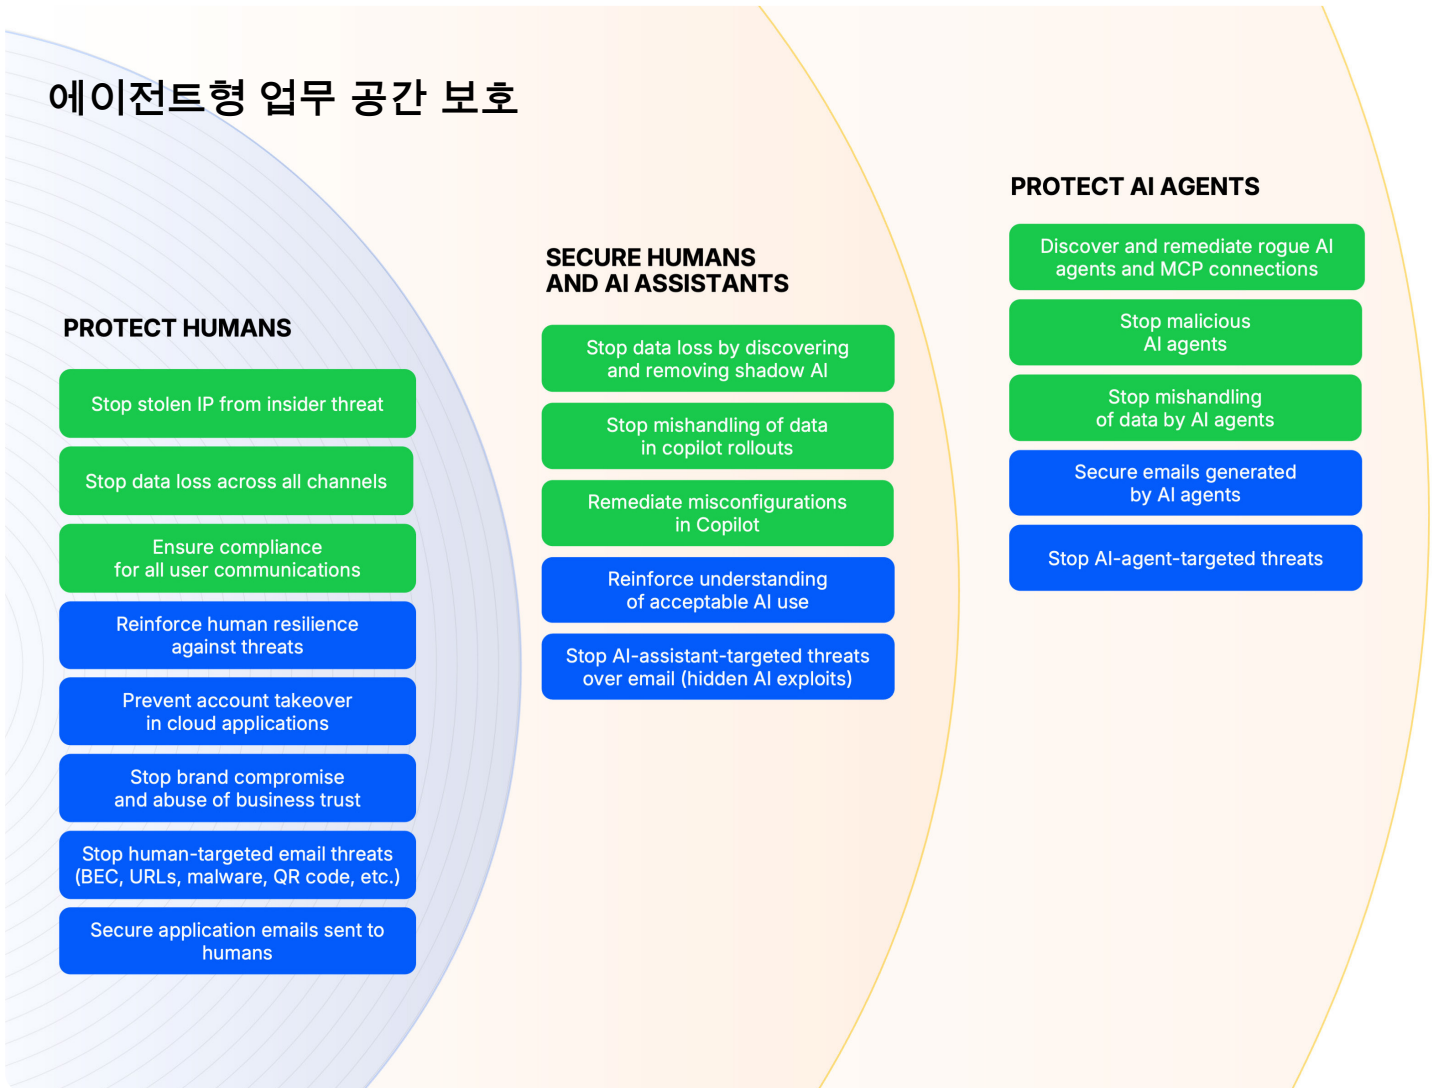 에이전트형 업무 공간 보호
PROTECT HUMANS
Stop stolen IP from insider threat
Stop data loss across all channels
Ensure compliance
for all user communications
Reinforce human resilience
against threats
Prevent account takeover
in cloud applications
Stop brand compromise
and abuse of business trust
Stop human-targeted email threats
(BEC, URLs, malware, QR code, etc.)
Secure application emails sent to
humans
SECURE HUMANS
AND AI ASSISTANTS
Stop data loss by discovering
and removing shadow AI
Stop mishandling of data
in copilot rollouts
Remediate misconfigurations
in Copilot
Reinforce understanding
of acceptable AI use
Stop AI-assistant-targeted threats
over email (hidden AI exploits)
PROTECT AI AGENTS
Discover and remediate rogue AI
agents and MCP connections
Stop malicious
AI agents
Stop mishandling
of data by AI agents
Secure emails generated
by AI agents
Stop AI-agent-targeted threats